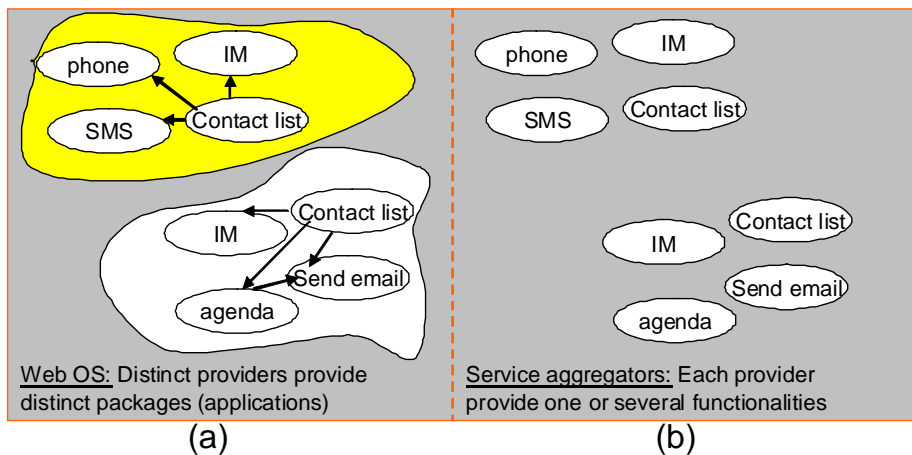 phone
IM
SMS
Contact list
Contact list
IM
Send email
agenda
Web OS: Distinct providers provide
distinct packages (applications)
(a)
phone
IM
SMS
Contact list
Contact list
IM
Send email
agenda
Service aggregators: Each provider
provide one or several functionalities
(b)